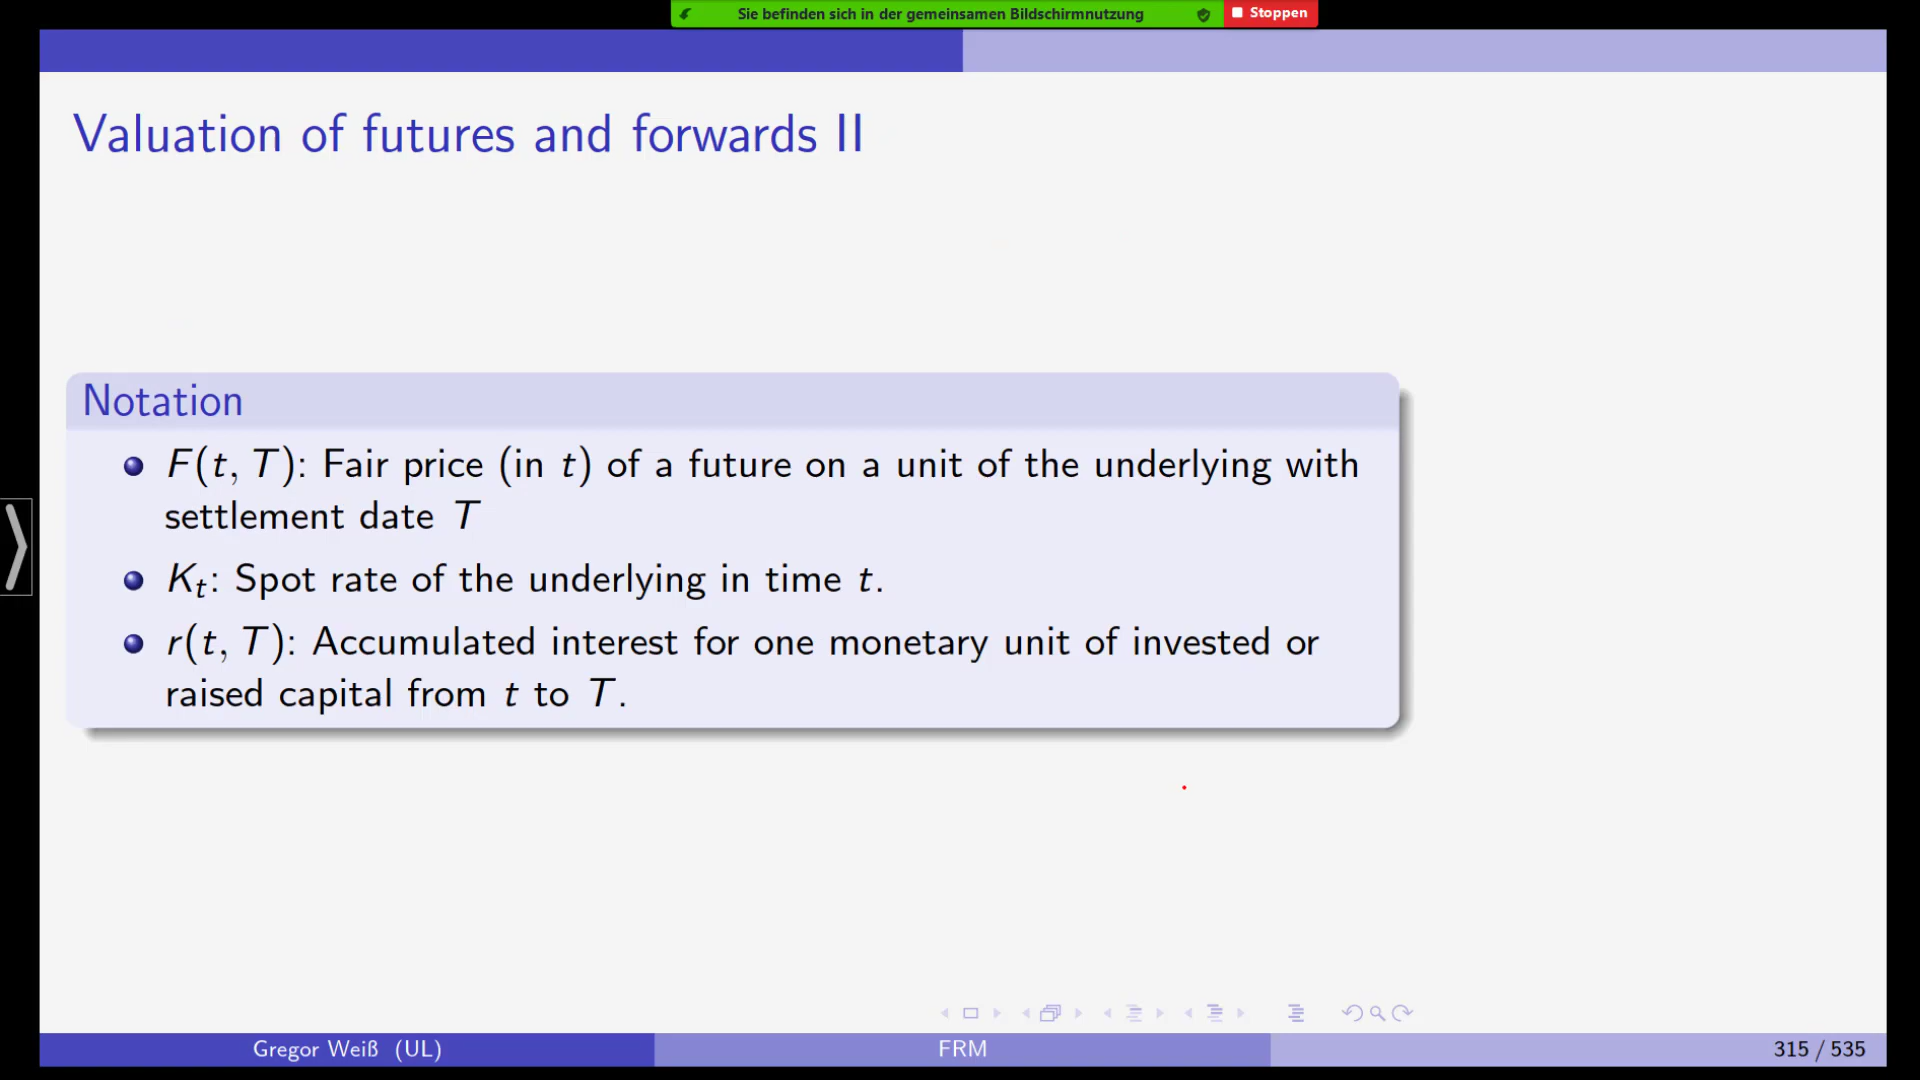 Sie befinden sich in der gemeinsamen Bildschirmnutzung
Stoppen
Valuation of futures and forwards II
Notation
F(t, T): Fair price (in t) of a future on a unit of the underlying with
settlement date T
Kₜ: Spot rate of the underlying in time t.
r(t, T): Accumulated interest for one monetary unit of invested or
raised capital from t to T.
Gregor Weiß (UL)
FRM
315 / 535